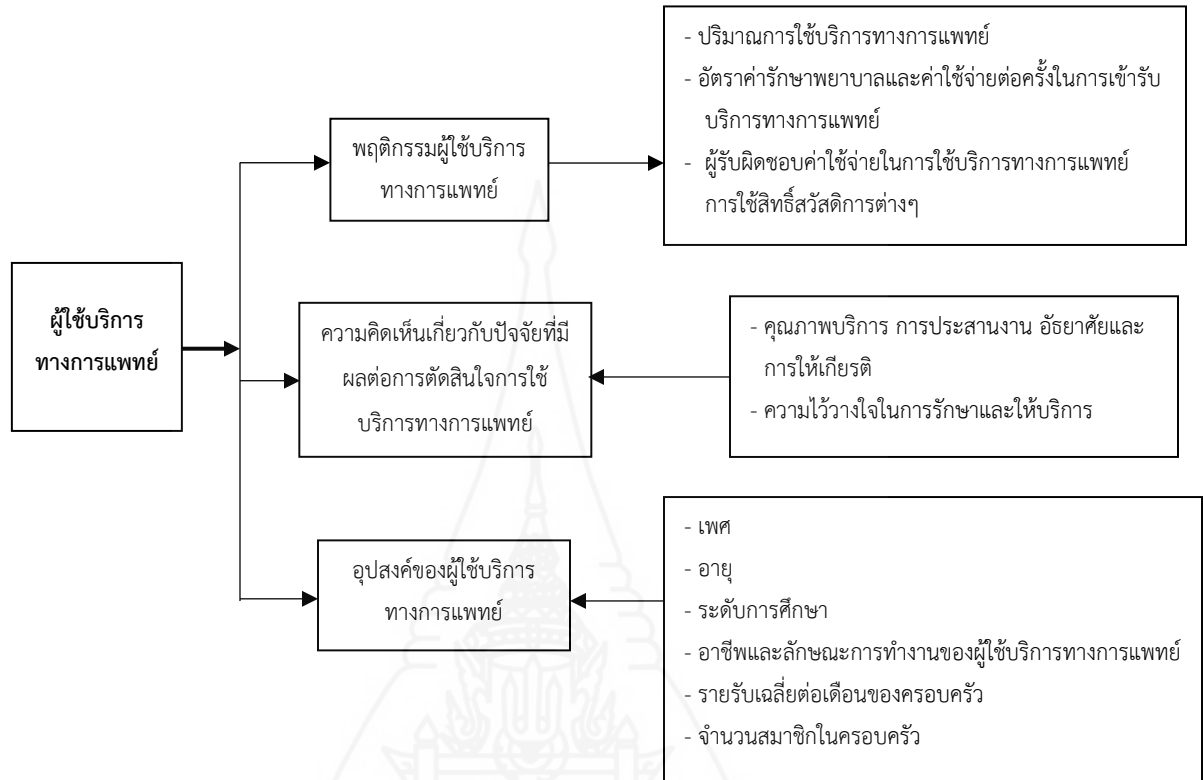 - ปริมาณการใช้บริการทางการแพทย์
- อัตราค่ารักษาพยาบาลและค่าใช้จ่ายต่อครั้งในการเข้ารับ
บริการทางการแพทย์
- ผู้รับผิดชอบค่าใช้จ่ายในการใช้บริการทางการแพทย์
การใช้สิทธิ์สวัสดิการต่างๆ
พฤติกรรมผู้ใช้บริการ
ทางการแพทย์
ผู้ใช้บริการ
ทางการแพทย์
ความคิดเห็นเกี่ยวกับปัจจัยที่มี
ผลต่อการตัดสินใจการใช้
บริการทางการแพทย์
- คุณภาพบริการ การประสานงาน อัธยาศัยและ
การให้เกียรติ
- ความไว้วางใจในการรักษาและให้บริการ
อุปสงค์ของผู้ใช้บริการ
ทางการแพทย์
- เพศ
- อายุ
- ระดับการศึกษา
- อาชีพและลักษณะการทำงานของผู้ใช้บริการทางการแพทย์
- รายรับเฉลี่ยต่อเดือนของครอบครัว
- จำนวนสมาชิกในครอบครัว